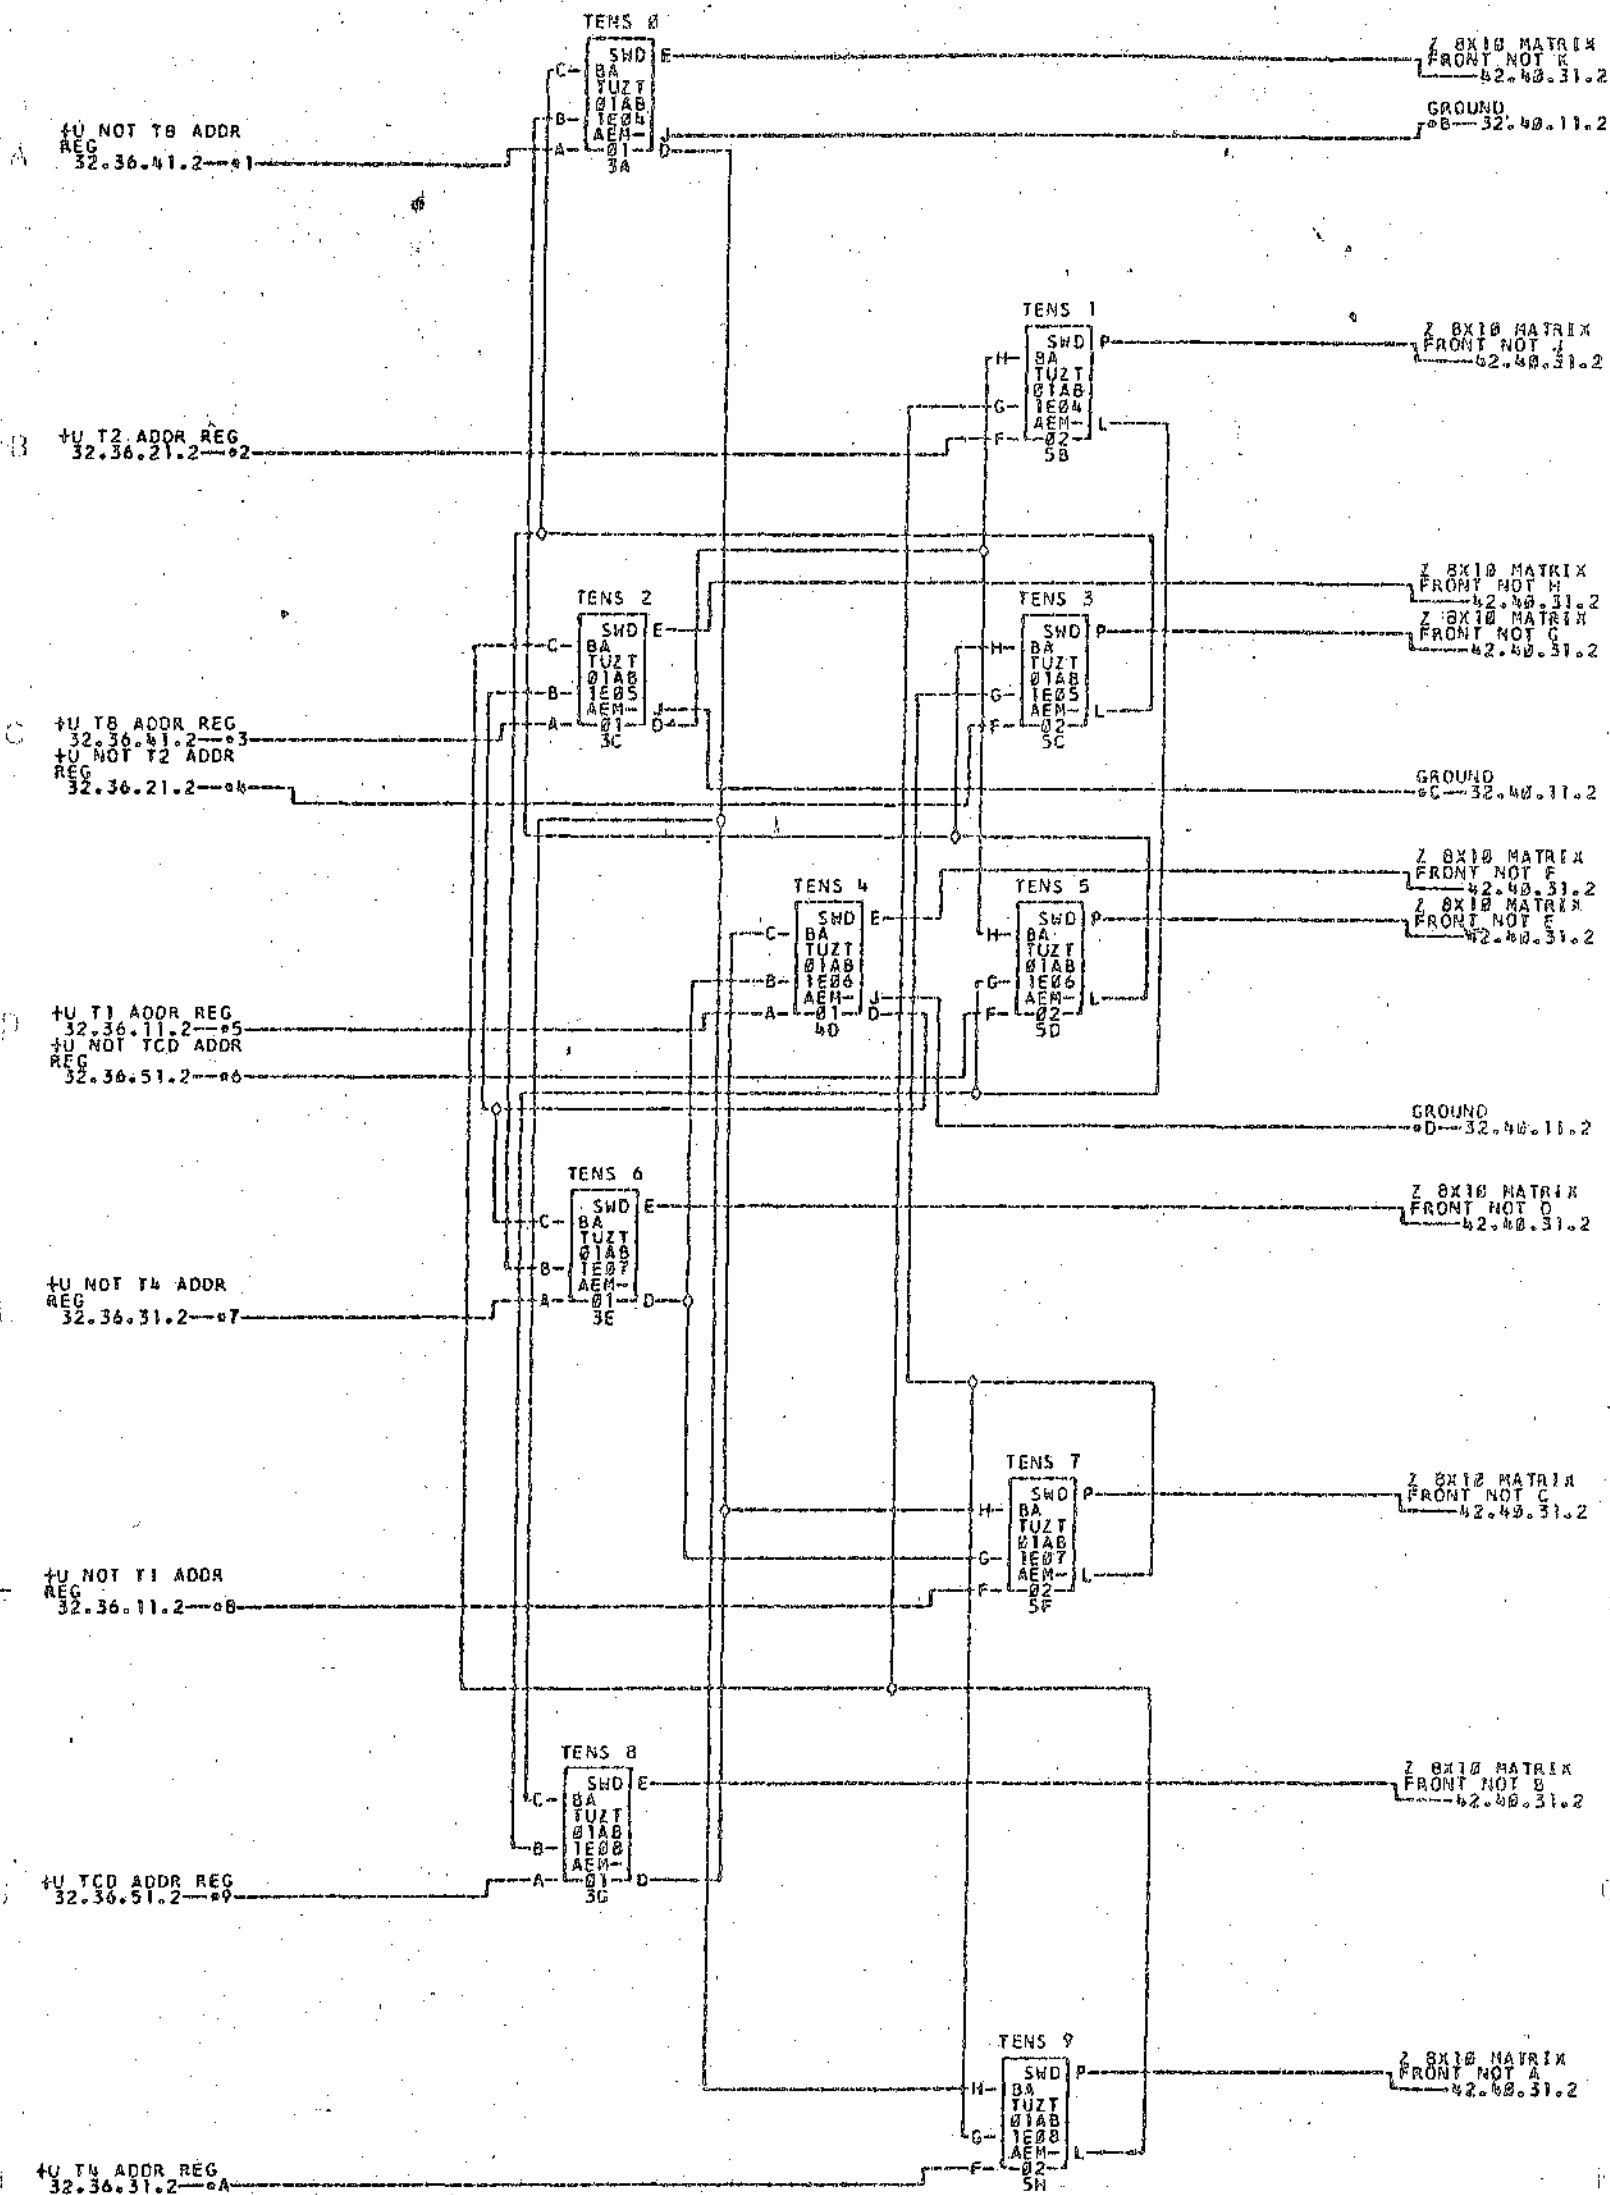 TENS 0
SWD E
C BA
TUZT
01AB
B 1E04
AEM J
A 01 D
3A
Z 8X10 MATRIX
FRONT NOT K
42.40.31.2
GROUND
B 32.40.11.2
+U NOT T8 ADDR
REG
32.36.41.2 1
A
TENS 1
SWD P
H BA
TUZT
01AB
G 1E04
AEM L
F 02
5B
Z 8X10 MATRIX
FRONT NOT J
42.40.31.2
B
+U T2 ADDR REG
32.36.21.2 2
TENS 2
SWD E
C BA
TUZT
01AB
B 1E05
AEM J
A 01 D
3C
TENS 3
SWD P
H BA
TUZT
01AB
G 1E05
AEM L
F 02
5C
Z 8X10 MATRIX
FRONT NOT H
42.40.31.2
Z 8X10 MATRIX
FRONT NOT G
42.40.31.2
C
+U T8 ADDR REG
32.36.41.2 3
+U NOT T2 ADDR
REG
32.36.21.2 4
GROUND
C 32.40.11.2
TENS 4
SWD E
C BA
TUZT
01AB
B 1E06
AEM J
A 01 D
4D
TENS 5
SWD P
H BA
TUZT
01AB
G 1E06
AEM L
F 02
5D
Z 8X10 MATRIX
FRONT NOT F
42.40.31.2
Z 8X10 MATRIX
FRONT NOT E
42.40.31.2
D
+U T1 ADDR REG
32.36.11.2 5
+U NOT TCD ADDR
REG
32.36.51.2 6
GROUND
D 32.40.11.2
TENS 6
SWD E
C BA
TUZT
01AB
B 1E07
AEM
A 01 D
3E
Z 8X10 MATRIX
FRONT NOT D
42.40.31.2
+U NOT T4 ADDR
REG
32.36.31.2 7
TENS 7
SWD P
H BA
TUZT
01AB
G 1E07
AEM L
F 02
5F
Z 8X10 MATRIX
FRONT NOT C
42.40.31.2
+U NOT T1 ADDR
REG
32.36.11.2 8
TENS 8
SWD E
C BA
TUZT
01AB
B 1E08
AEM
A 01 D
3G
Z 8X10 MATRIX
FRONT NOT B
42.40.31.2
+U TCD ADDR REG
32.36.51.2 9
TENS 9
SWD P
H BA
TUZT
01AB
G 1E08
AEM L
F 02
5H
Z 8X10 MATRIX
FRONT NOT A
42.40.31.2
+U T4 ADDR REG
32.36.31.2 A